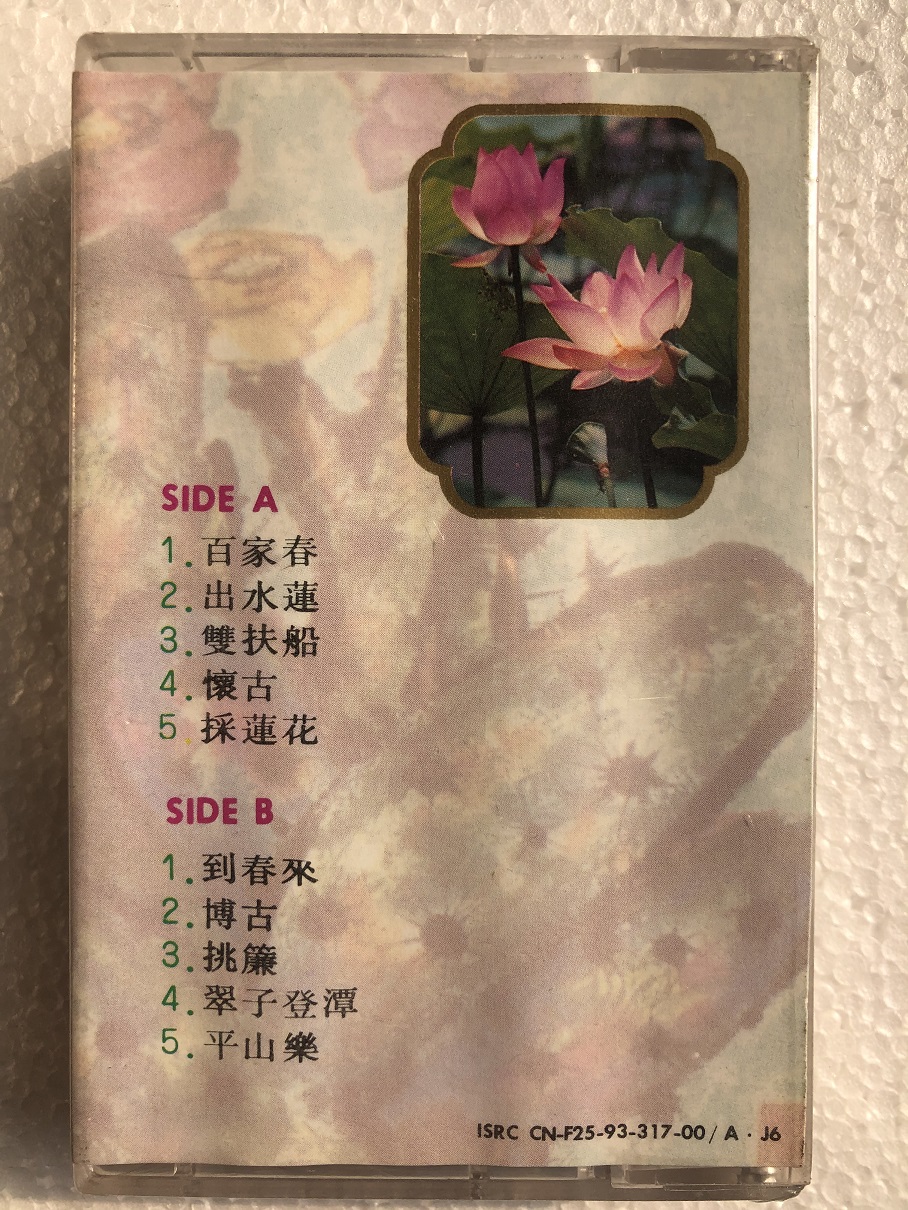 SIDE A
1.百家春
2.出水蓮
3.雙扶船
4.懷古
5.採蓮花
SIDE B
1.到春來
2.博古
3.挑簾
4.翠子登潭
5.平山樂
ISRC CN-F25-93-317-00/A·J6